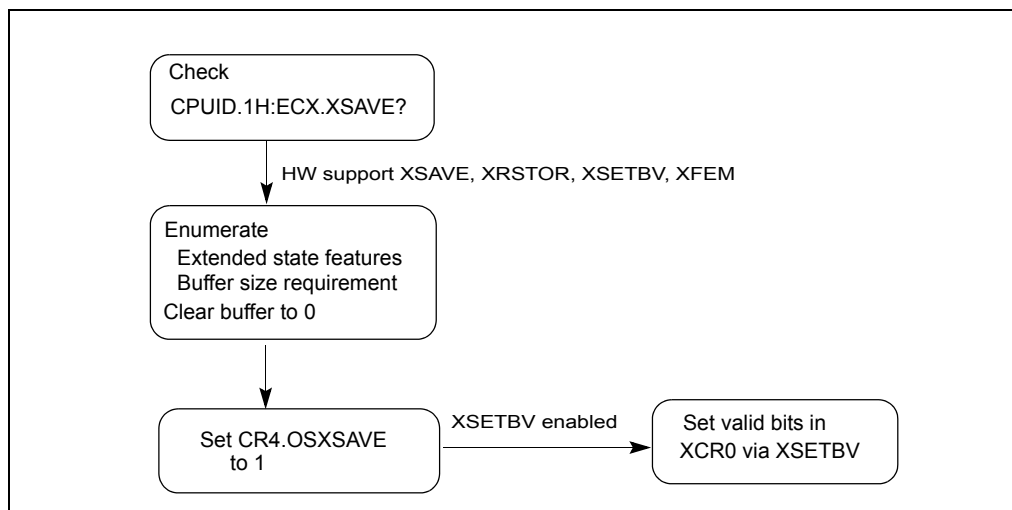 Check
CPUID.1H:ECX.XSAVE?
HW support XSAVE, XRSTOR, XSETBV, XFEM
Enumerate
Extended state features
Buffer size requirement
Clear buffer to 0
Set CR4.OSXSAVE
to 1
XSETBV enabled
Set valid bits in
XCR0 via XSETBV